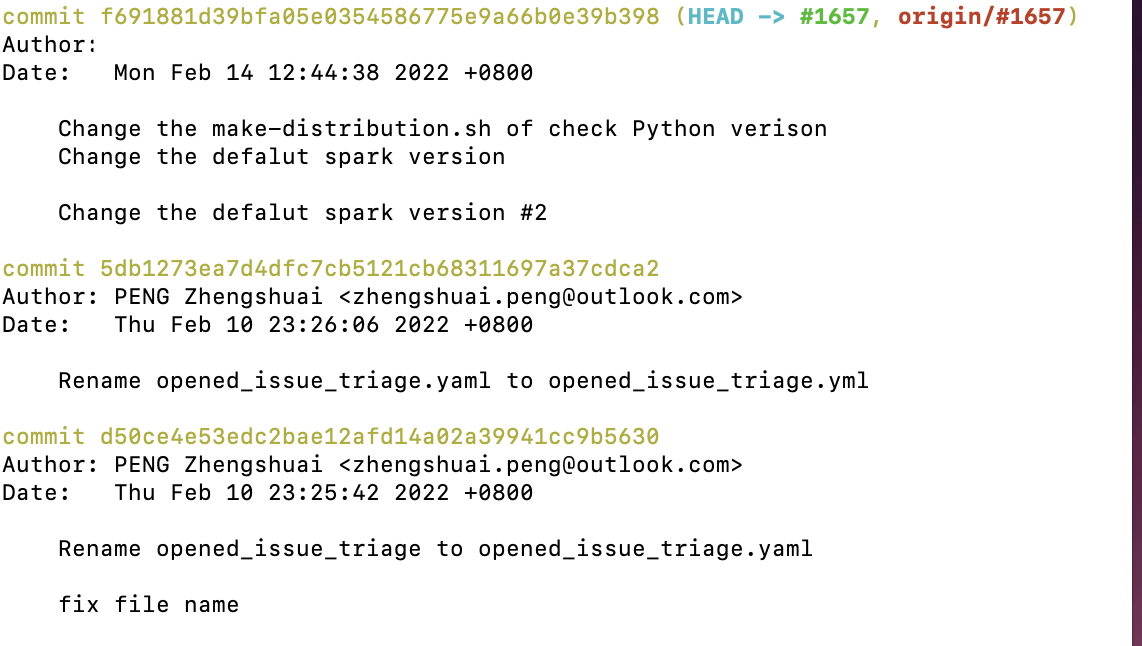 commit f691881d39bfa05e0354586775e9a66b0e39b398 (HEAD -> #1657, origin/#1657)
Author:
Date:   Mon Feb 14 12:44:38 2022 +0800
Change the make-distribution.sh of check Python verison
Change the defalut spark version
Change the defalut spark version #2
commit 5db1273ea7d4dfc7cb5121cb68311697a37cdca2
Author: PENG Zhengshuai <zhengshuai.peng@outlook.com>
Date:   Thu Feb 10 23:26:06 2022 +0800
Rename opened_issue_triage.yaml to opened_issue_triage.yml
commit d50ce4e53edc2bae12afd14a02a39941cc9b5630
Author: PENG Zhengshuai <zhengshuai.peng@outlook.com>
Date:   Thu Feb 10 23:25:42 2022 +0800
Rename opened_issue_triage to opened_issue_triage.yaml
fix file name